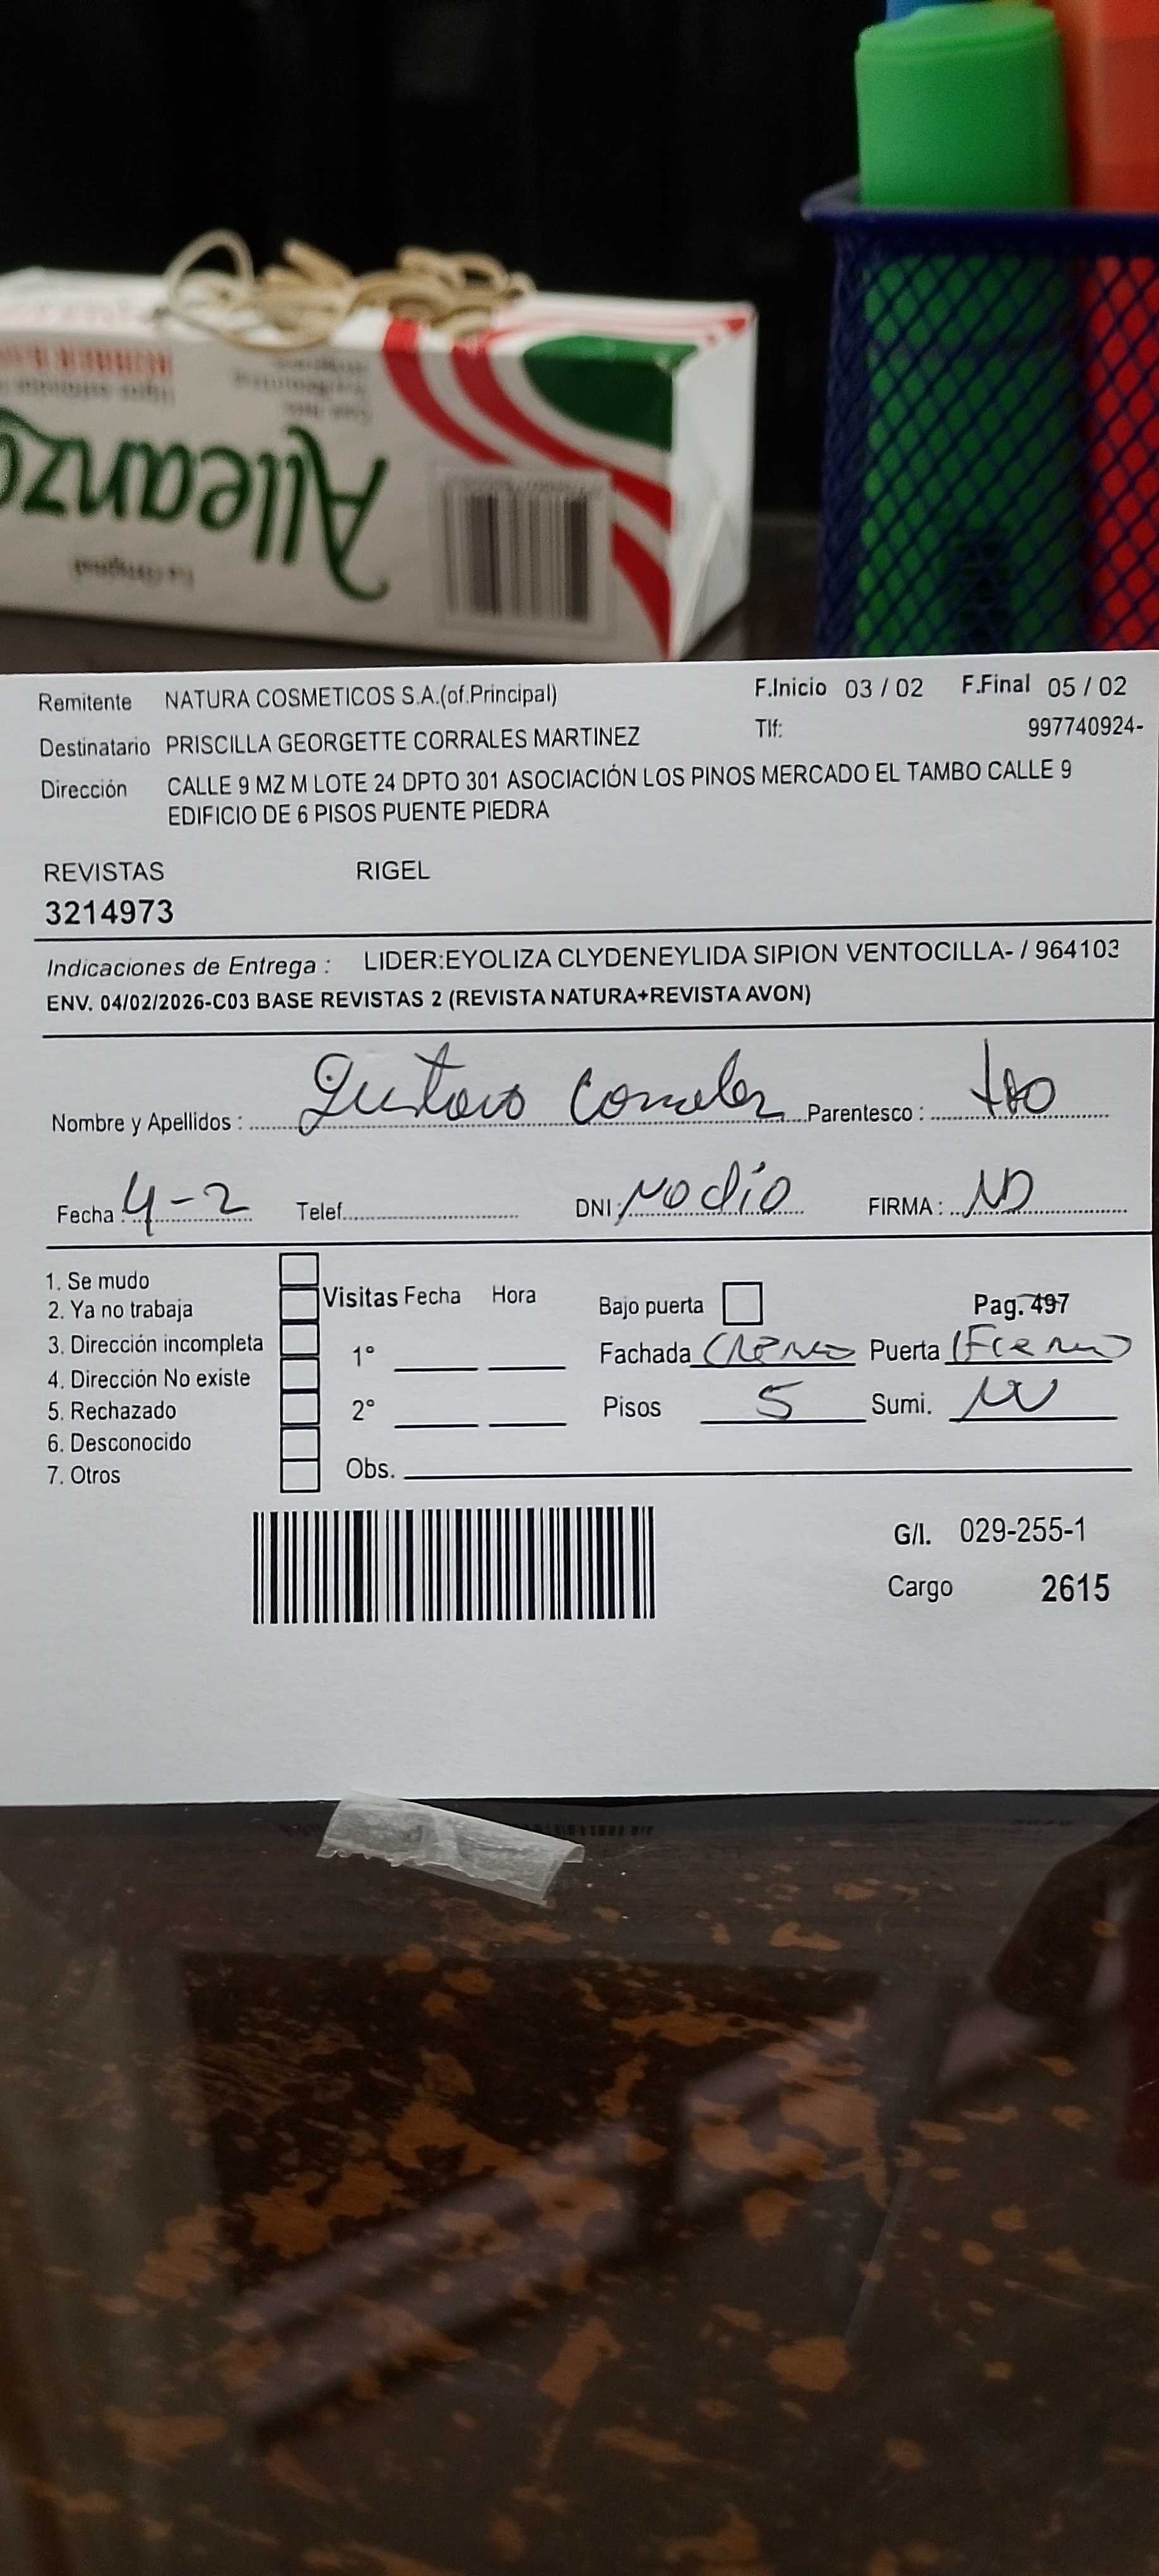 Alleanza
La Original
Remitente NATURA COSMETICOS S.A.(of.Principal) F.Inicio 03 / 02 F.Final 05 / 02
Destinatario PRISCILLA GEORGETTE CORRALES MARTINEZ Tlf: 997740924-
Dirección CALLE 9 MZ M LOTE 24 DPTO 301 ASOCIACIÓN LOS PINOS MERCADO EL TAMBO CALLE 9
EDIFICIO DE 6 PISOS PUENTE PIEDRA
REVISTAS RIGEL
3214973
Indicaciones de Entrega : LIDER:EYOLIZA CLYDENEYLIDA SIPION VENTOCILLA- / 964103
ENV. 04/02/2026-C03 BASE REVISTAS 2 (REVISTA NATURA+REVISTA AVON)
Nombre y Apellidos : Gustavo Corrales Parentesco :
Fecha : 4-2 Telef. DNI : No dio FIRMA : ND
1. Se mudo
2. Ya no trabaja
3. Dirección incompleta
4. Dirección No existe
5. Rechazado
6. Desconocido
7. Otros
Visitas Fecha Hora
1°
2°
Obs.
Bajo puerta Pag. 497
Fachada Puerta
Pisos 5 Sumi.
G/l. 029-255-1
Cargo 2615